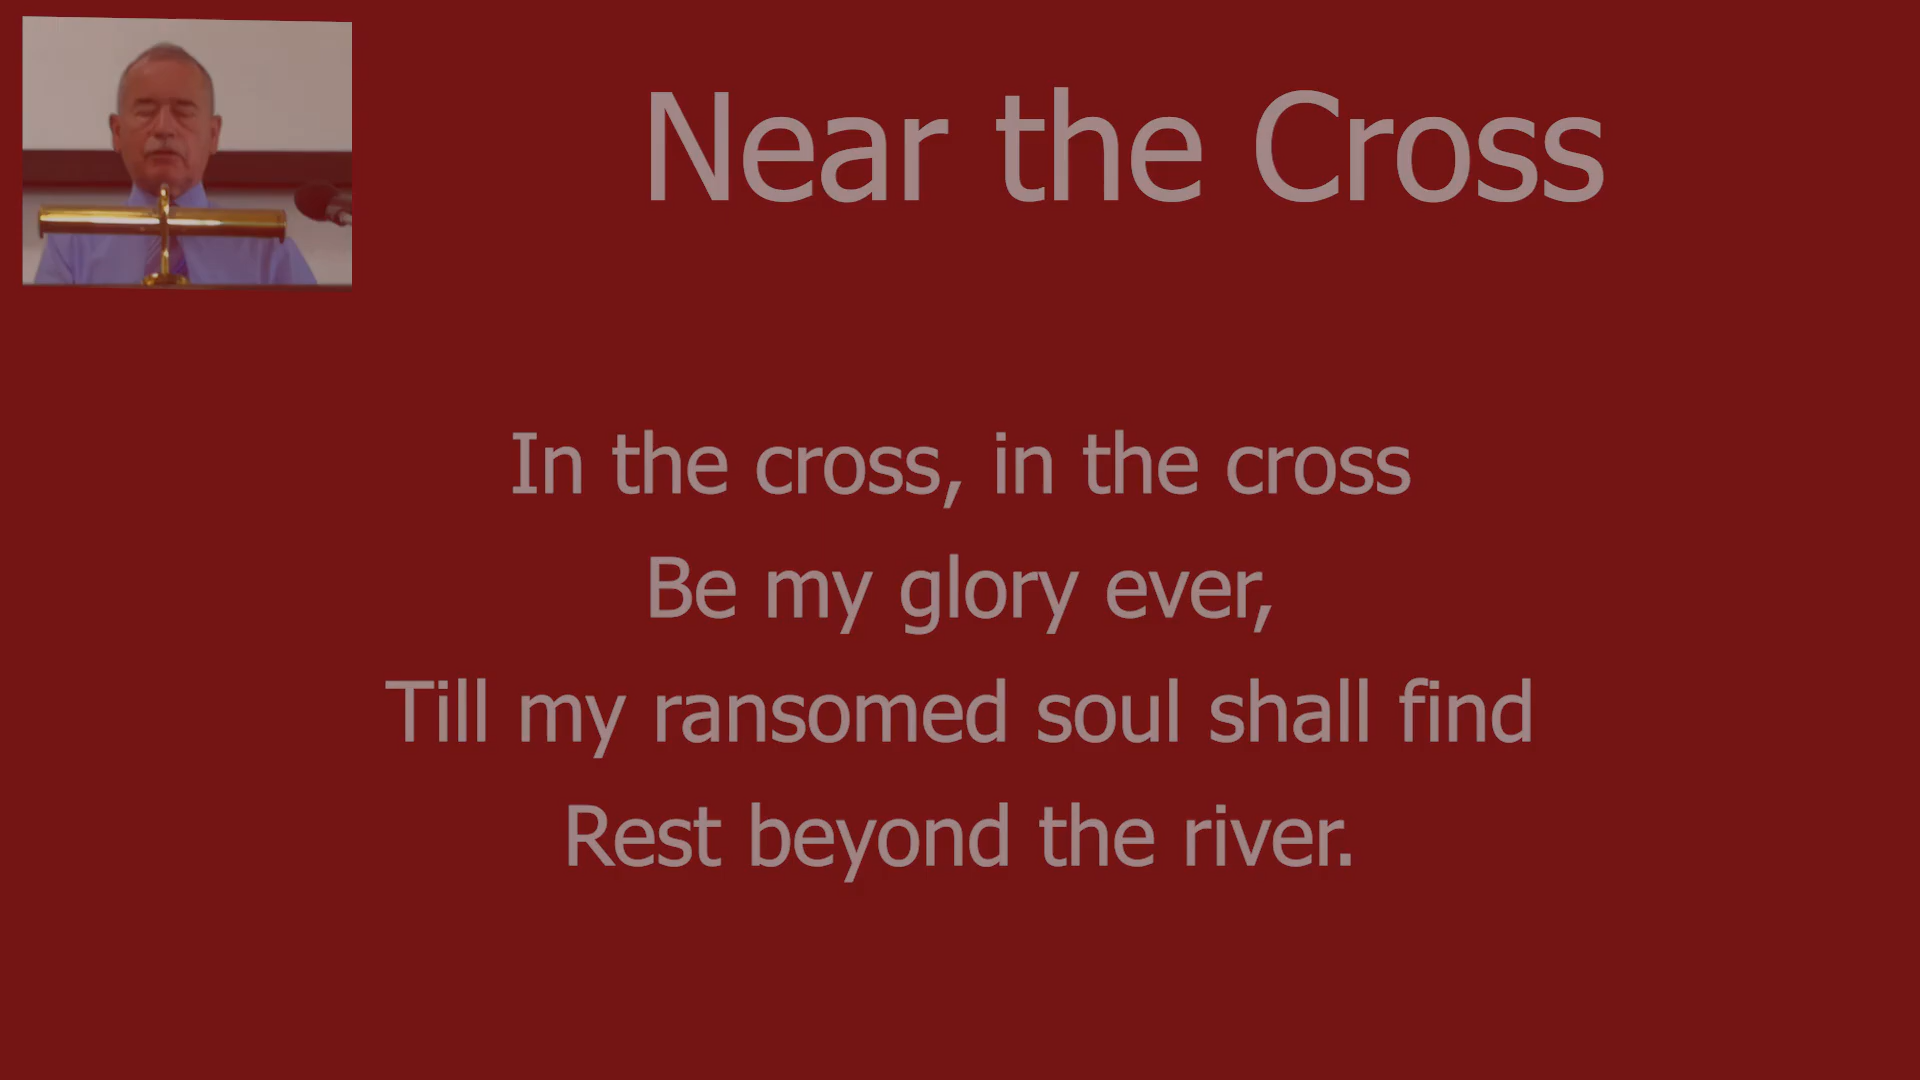 Near the Cross
In the cross, in the cross
Be my glory ever,
Till my ransomed soul shall find
Rest beyond the river.